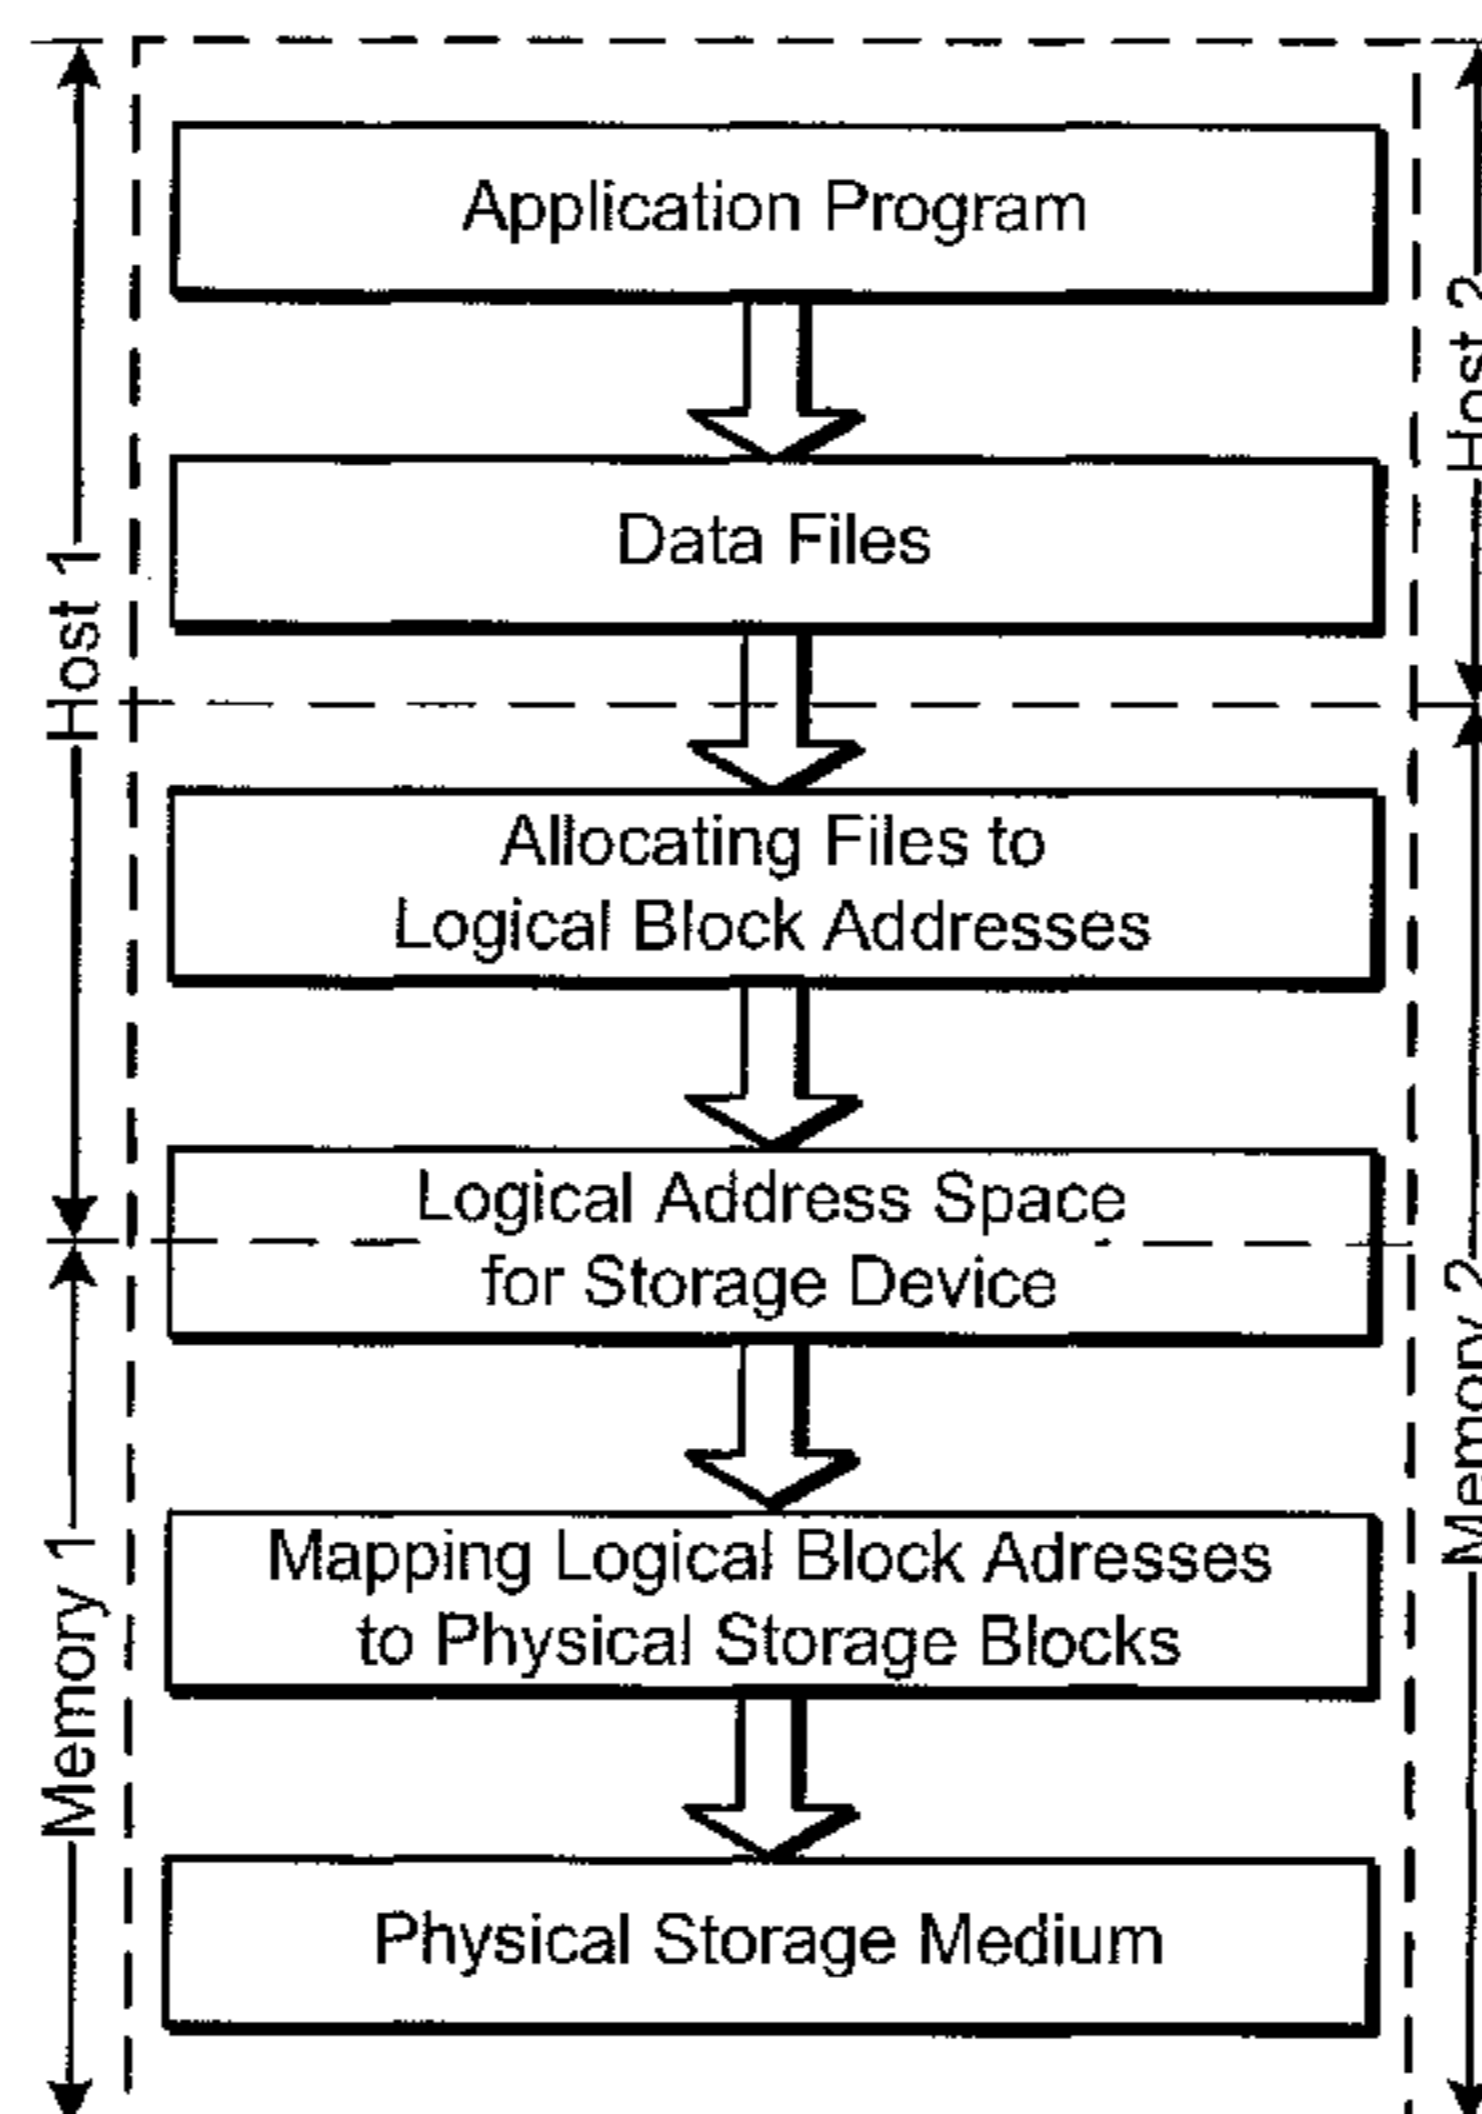 Application Program
Data Files
Allocating Files to
Logical Block Addresses
Logical Address Space
for Storage Device
Mapping Logical Block Adresses
to Physical Storage Blocks
Physical Storage Medium
Host 1
Memory 1
Host 2
Memory 2